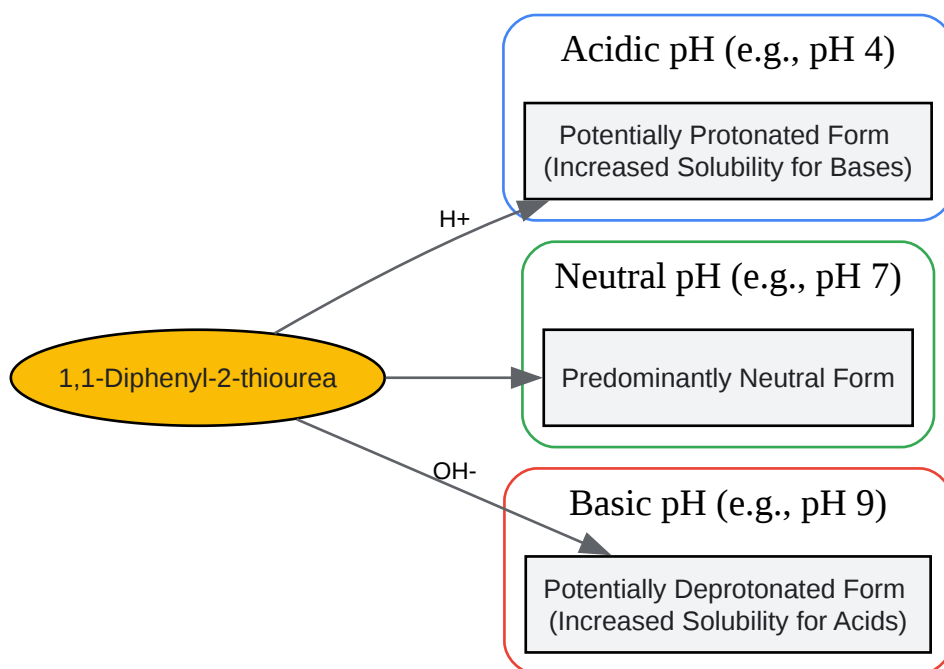 Acidic pH (e.g., pH 4)
Potentially Protonated Form
(Increased Solubility for Bases)
H+
Neutral pH (e.g., pH 7)
1,1-Diphenyl-2-thiourea
Predominantly Neutral Form
OH-
Basic pH (e.g., pH 9)
Potentially Deprotonated Form
(Increased Solubility for Acids)